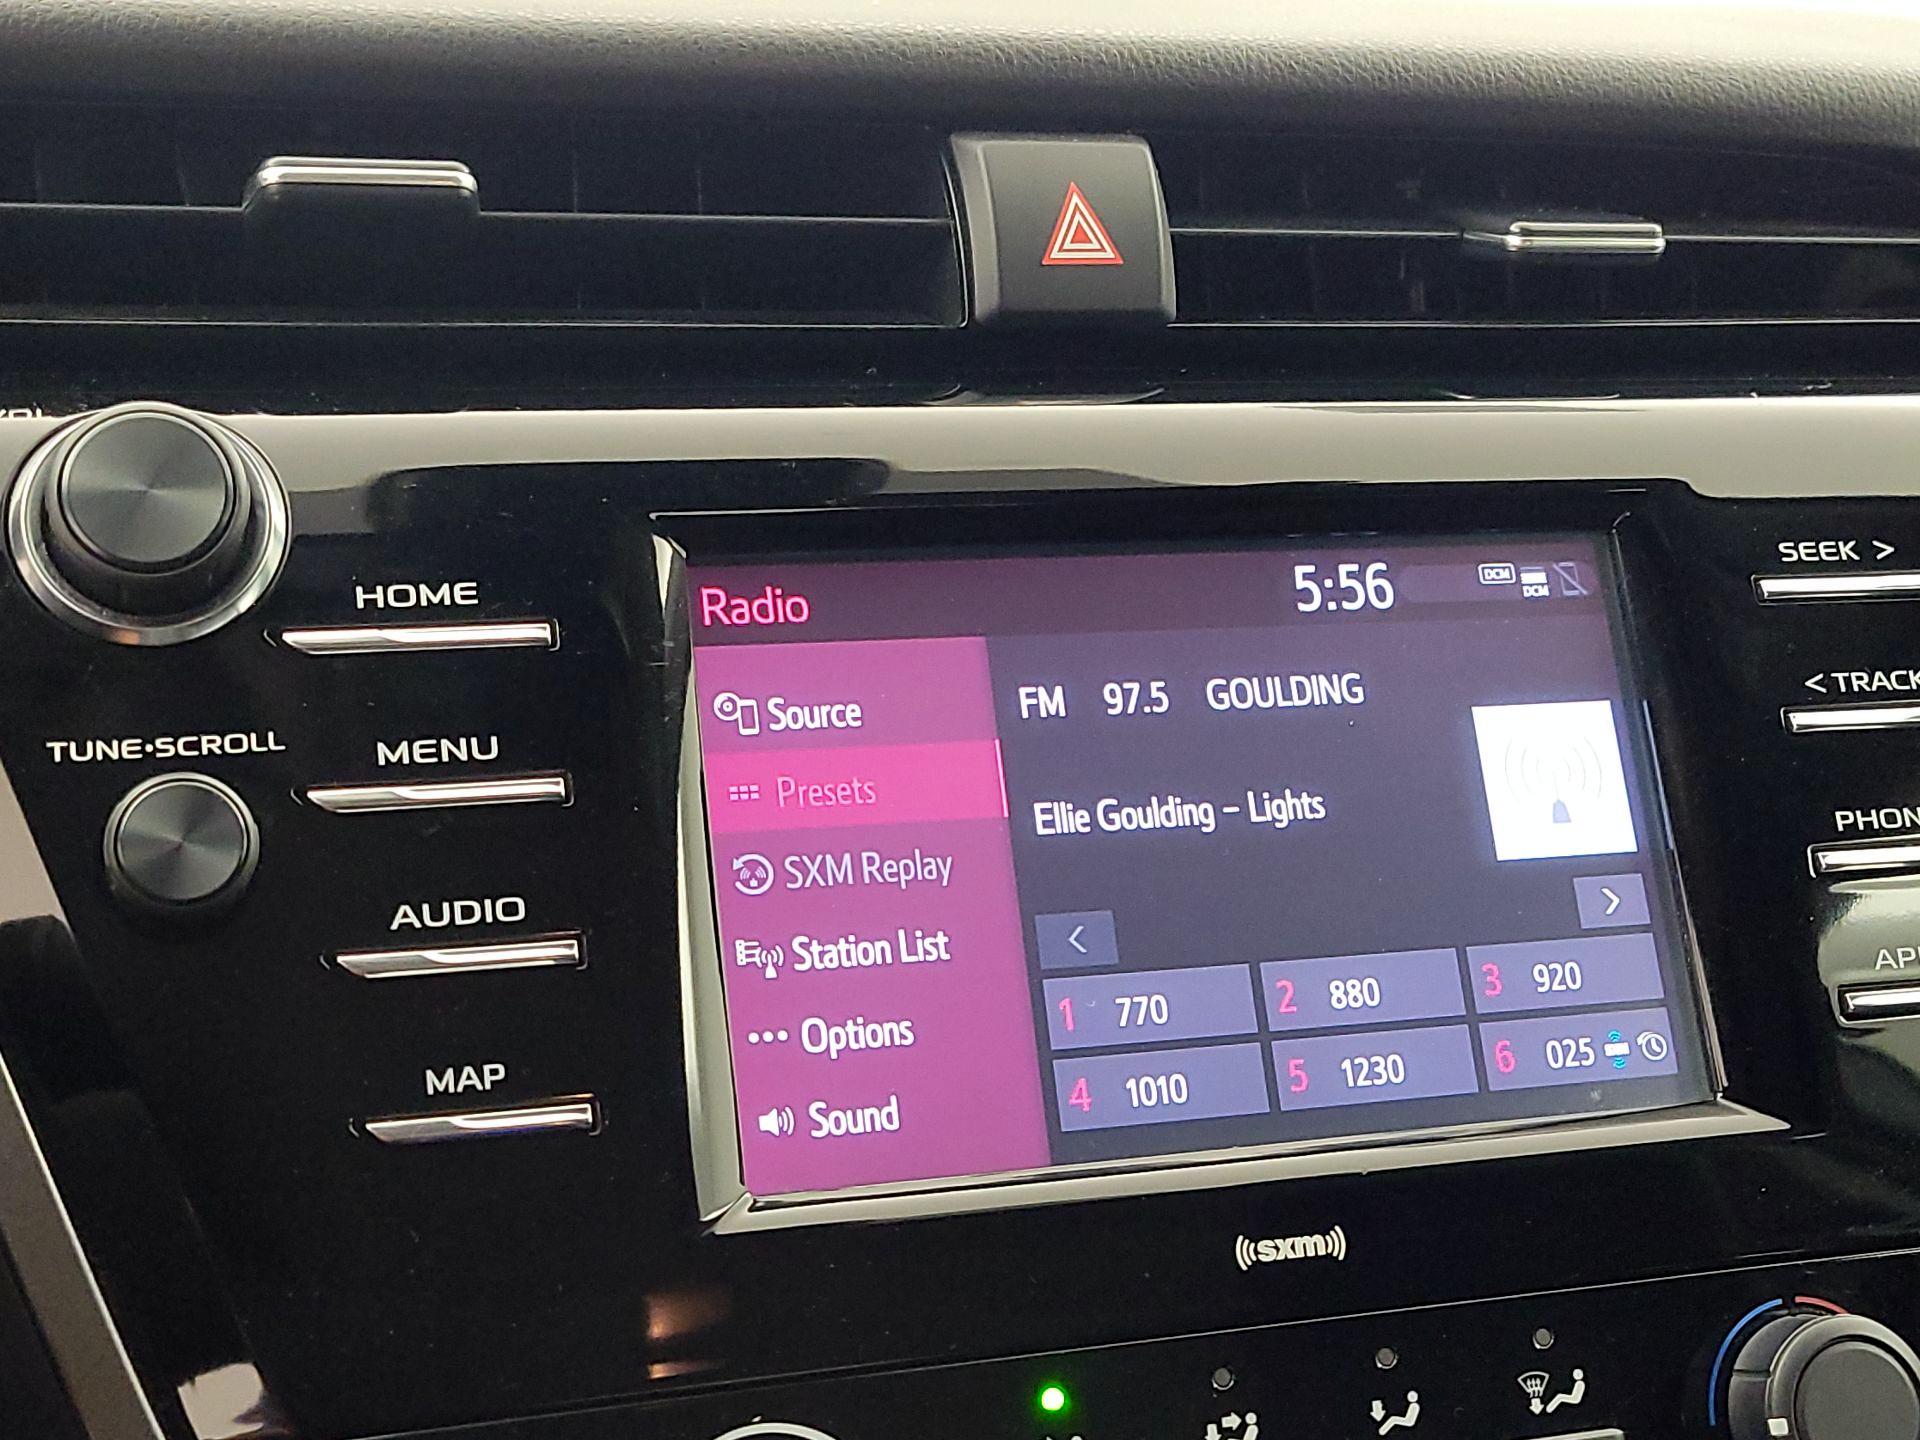 HOME
TUNE•SCROLL
MENU
AUDIO
MAP
Radio
5:56
DCM
DCM
Source
Presets
SXM Replay
Station List
Options
Sound
FM 97.5 GOULDING
Ellie Goulding – Lights
<
>
1 770
2 880
3 920
4 1010
5 1230
6 025
SEEK >
< TRACK
PHON
AP
((sxm))